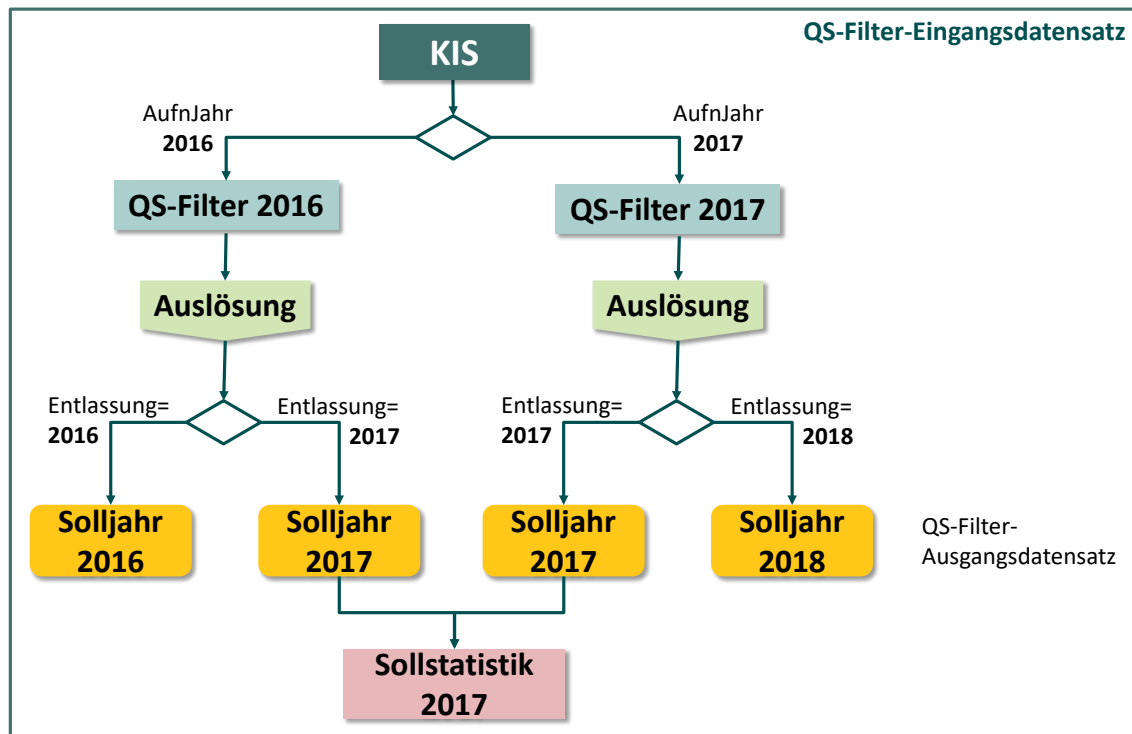 QS-Filter-Eingangsdatensatz
KIS
AufnJahr
2016
AufnJahr
2017
QS-Filter 2016
QS-Filter 2017
Auslösung
Auslösung
Entlassung=
2016
Entlassung=
2017
Entlassung=
2017
Entlassung=
2018
Solljahr
2016
Solljahr
2017
Solljahr
2017
Solljahr
2018
QS-Filter-
Ausgangsdatensatz
Sollstatistik
2017